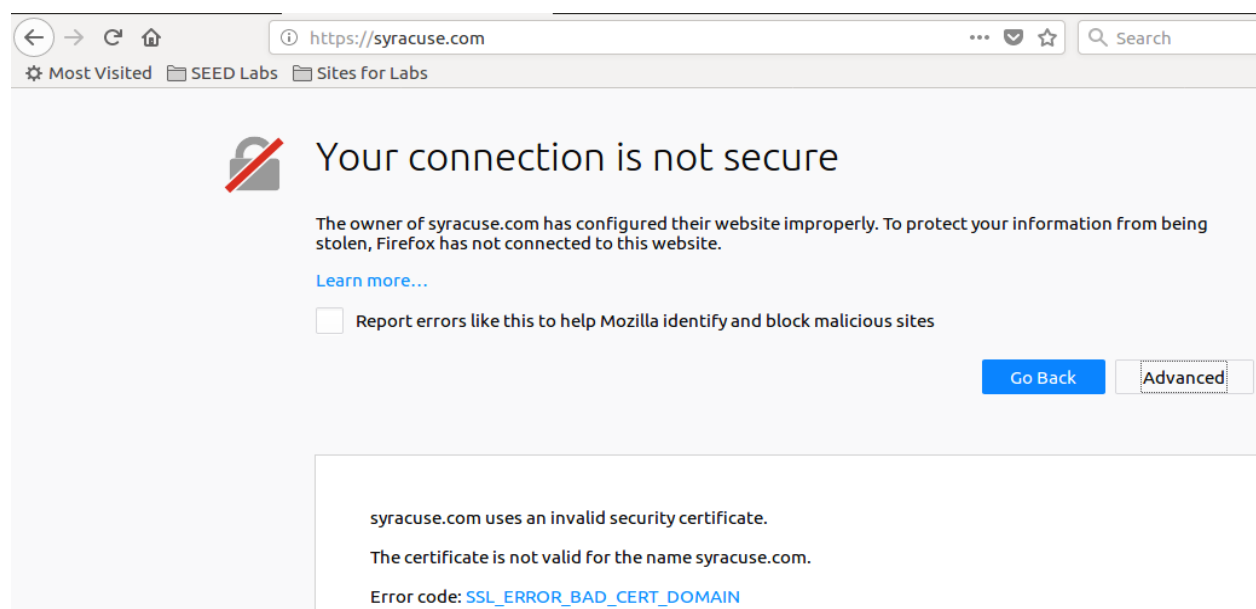 https://syracuse.com ••• Search
Most Visited SEED Labs Sites for Labs
Your connection is not secure
The owner of syracuse.com has configured their website improperly. To protect your information from being
stolen, Firefox has not connected to this website.
Learn more…
Report errors like this to help Mozilla identify and block malicious sites
Go Back Advanced
syracuse.com uses an invalid security certificate.
The certificate is not valid for the name syracuse.com.
Error code: SSL_ERROR_BAD_CERT_DOMAIN